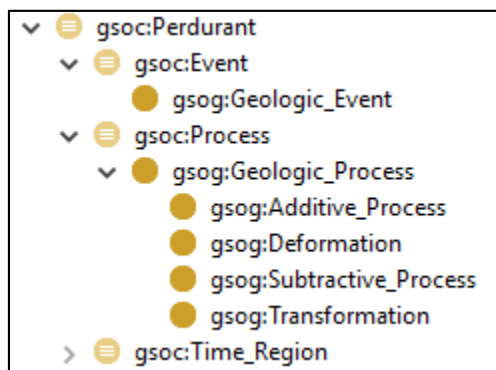 gsoc:Perdurant
gsoc:Event
gsog:Geologic_Event
gsoc:Process
gsog:Geologic_Process
gsog:Additive_Process
gsog:Deformation
gsog:Subtractive_Process
gsog:Transformation
gsoc:Time_Region